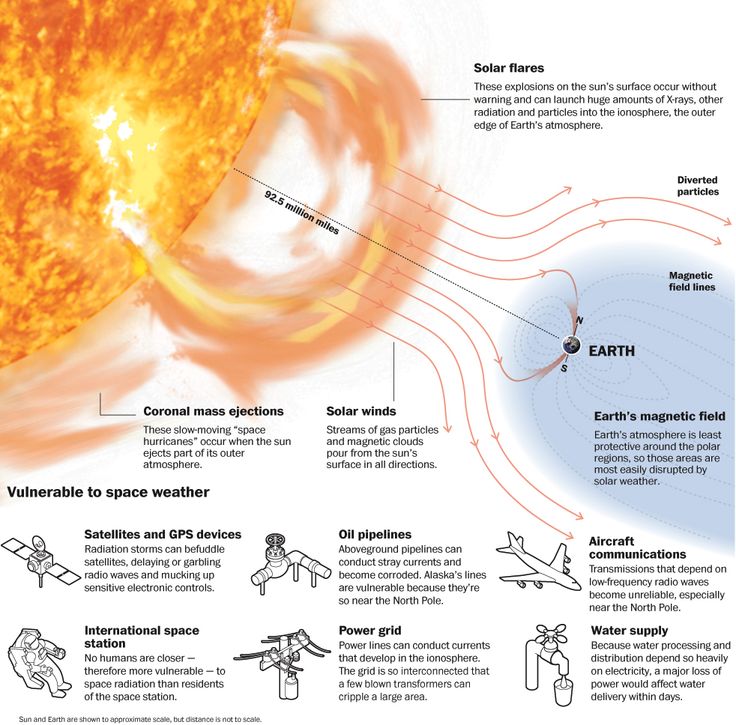 Solar flares
These explosions on the sun's surface occur without
warning and can launch huge amounts of X-rays, other
radiation and particles into the ionosphere, the outer
edge of Earth's atmosphere.
92.5 million miles
Diverted
particles
Magnetic
field lines
N
S
EARTH
Coronal mass ejections
These slow-moving “space
hurricanes” occur when the sun
ejects part of its outer
atmosphere.
Solar winds
Streams of gas particles
and magnetic clouds
pour from the sun's
surface in all directions.
Earth's magnetic field
Earth's atmosphere is least
protective around the polar
regions, so those areas are
most easily disrupted by
solar weather.
Vulnerable to space weather
Satellites and GPS devices
Radiation storms can befuddle
satellites, delaying or garbling
radio waves and mucking up
sensitive electronic controls.
Oil pipelines
Aboveground pipelines can
conduct stray currents and
become corroded. Alaska's lines
are vulnerable because they're
so near the North Pole.
Aircraft
communications
Transmissions that depend on
low-frequency radio waves
become unreliable, especially
near the North Pole.
International space
station
No humans are closer —
therefore more vulnerable — to
space radiation than residents
of the space station.
Power grid
Power lines can conduct currents
that develop in the ionosphere.
The grid is so interconnected that
a few blown transformers can
cripple a large area.
Water supply
Because water processing and
distribution depend so heavily
on electricity, a major loss of
power would affect water
delivery within days.
Sun and Earth are shown to approximate scale, but distance is not to scale.